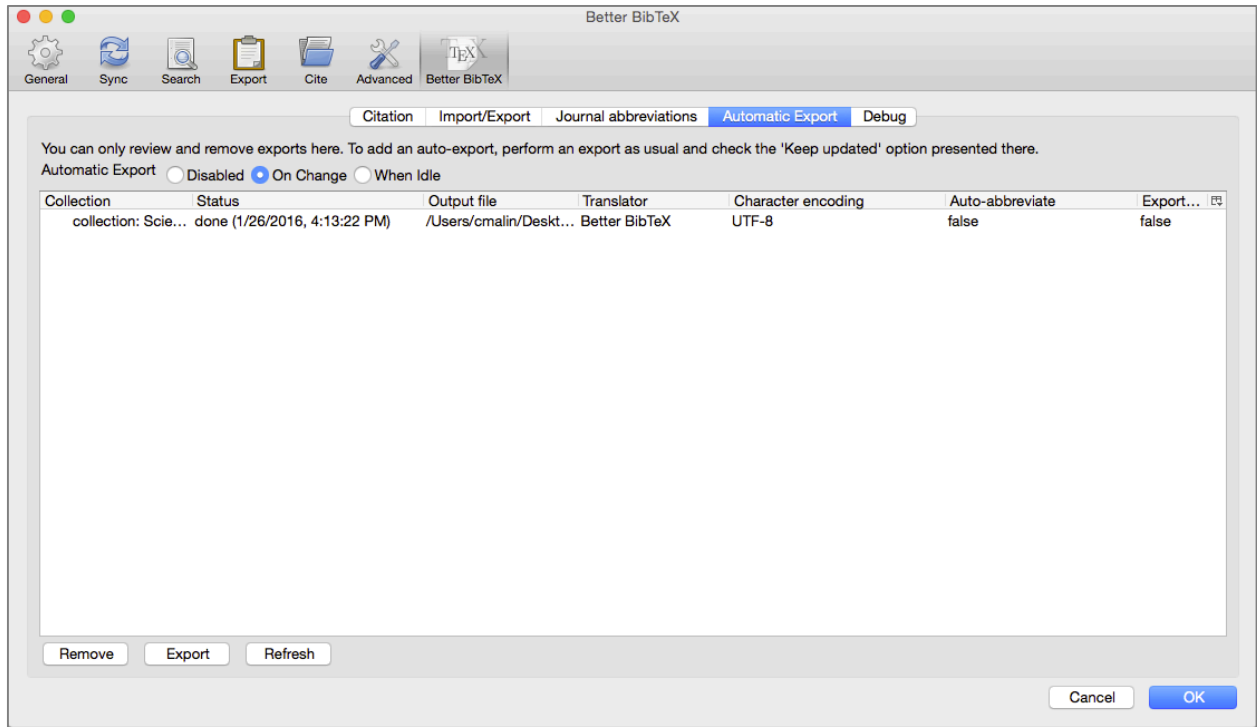 Better BibTeX
General Sync Search Export Cite Advanced Better BibTeX
TEX
Citation Import/Export Journal abbreviations Automatic Export Debug
You can only review and remove exports here. To add an auto-export, perform an export as usual and check the 'Keep updated' option presented there.
Automatic Export Disabled On Change When Idle
Collection Status Output file Translator Character encoding Auto-abbreviate Export...
collection: Scie... done (1/26/2016, 4:13:22 PM) /Users/cmalin/Deskt... Better BibTeX UTF-8 false false
Remove Export Refresh
Cancel OK